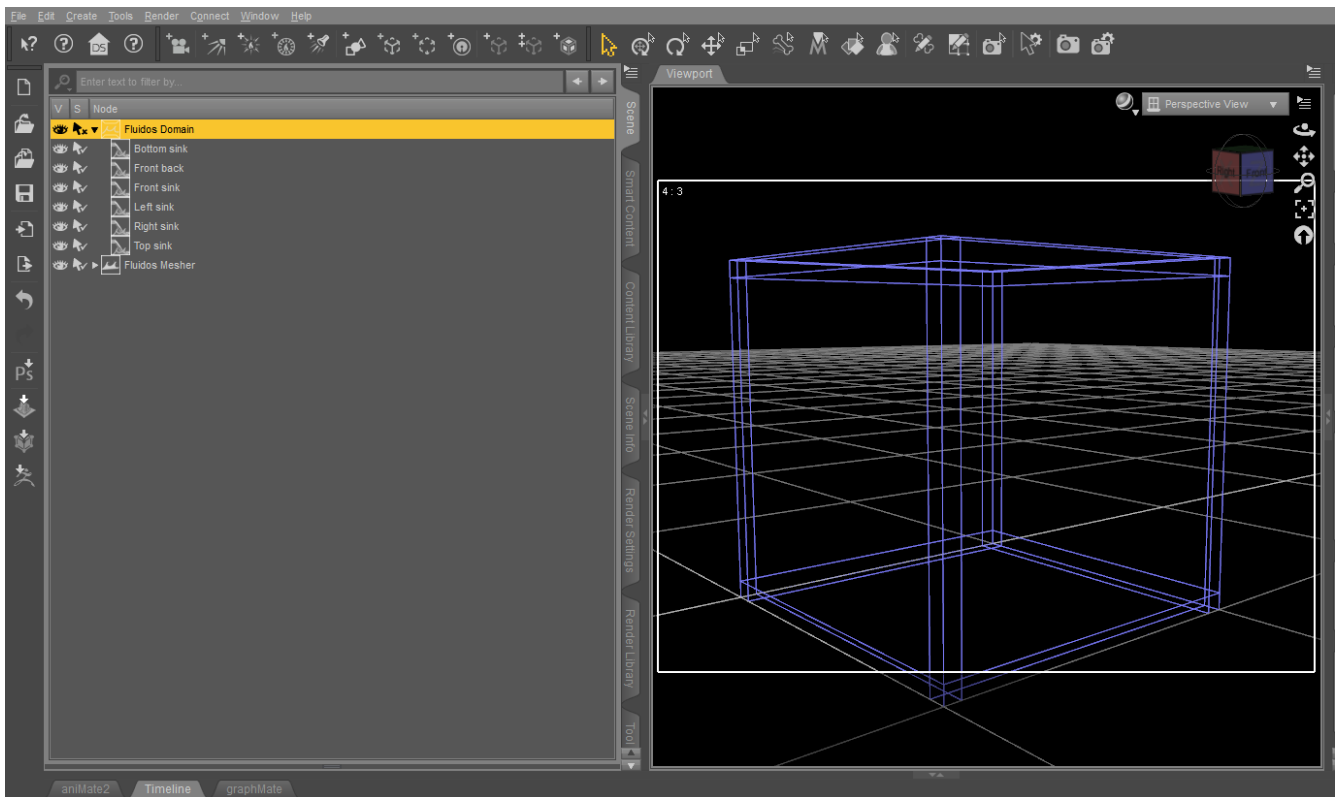 File Edit Create Tools Render Connect Window Help
DS
Enter text to filter by...
V S Node
Fluidos Domain
Bottom sink
Front back
Front sink
Left sink
Right sink
Top sink
Fluidos Mesher
Ps
Scene
Smart Content
Content Library
Scene Info
Render Settings
Render Library
Tool
Viewport
Perspective View
Right
Front
4 : 3
aniMate2 Timeline graphMate